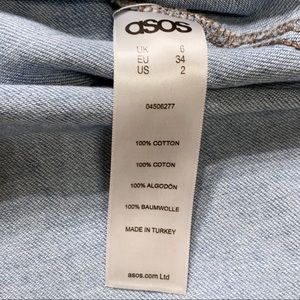 asos
UK 6
EU 34
US 2
04506277
100% COTTON
100% COTON
100% ALGODÓN
100% BAUMWOLLE
MADE IN TURKEY
asos.com Ltd